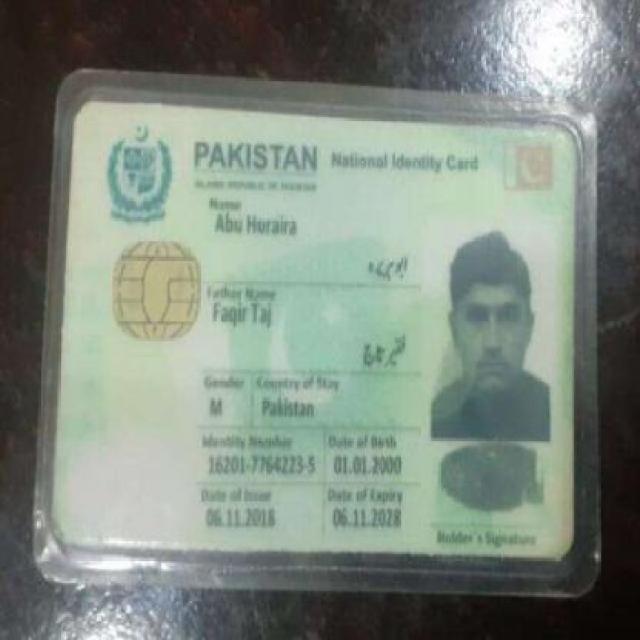 PAKISTAN National Identity Card
ISLAMIC REPUBLIC OF PAKISTAN
Name
Abu Huraira
ابو ہریرہ
Father Name
Faqir Taj
فقیر تاج
Gender Country of Stay
M Pakistan
Identity Number Date of Birth
16201-7764223-5 01.01.2000
Date of Issue Date of Expiry
06.11.2018 06.11.2028
Holder's Signature